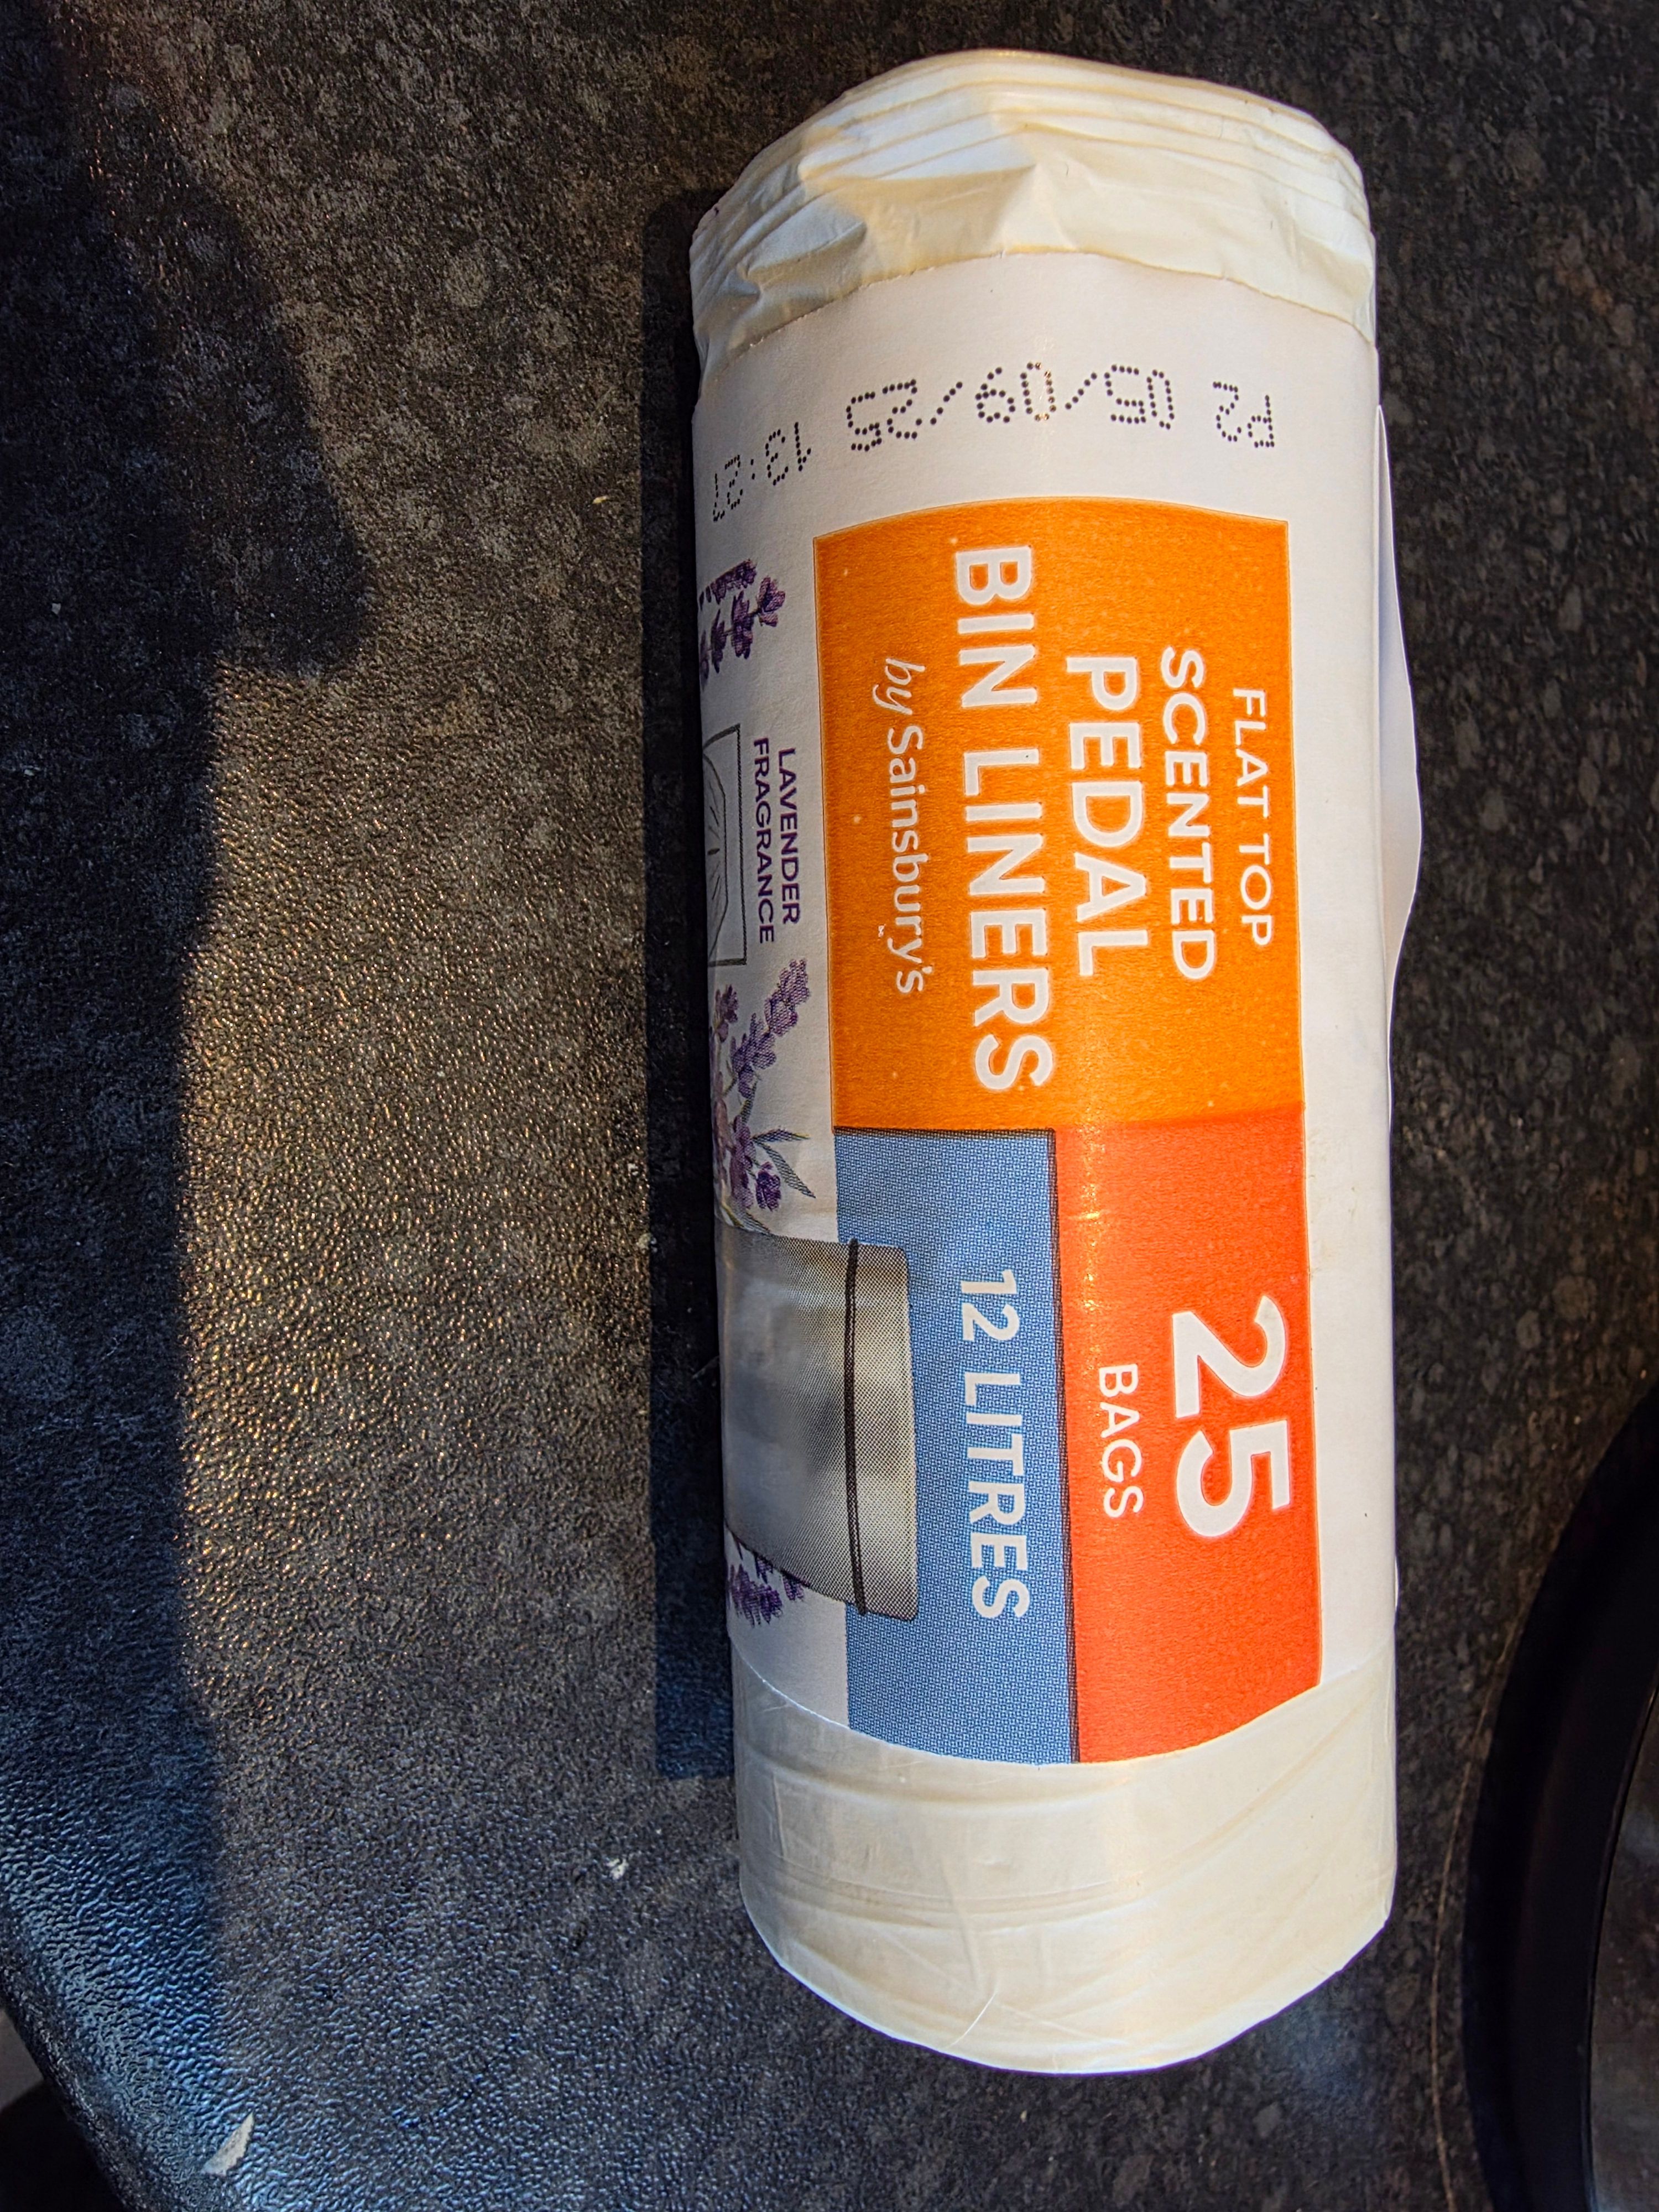 FLAT TOP
SCENTED
PEDAL
BIN LINERS
by Sainsbury's
25
BAGS
12 LITRES
LAVENDER
FRAGRANCE
P2 05/09/25 13:27